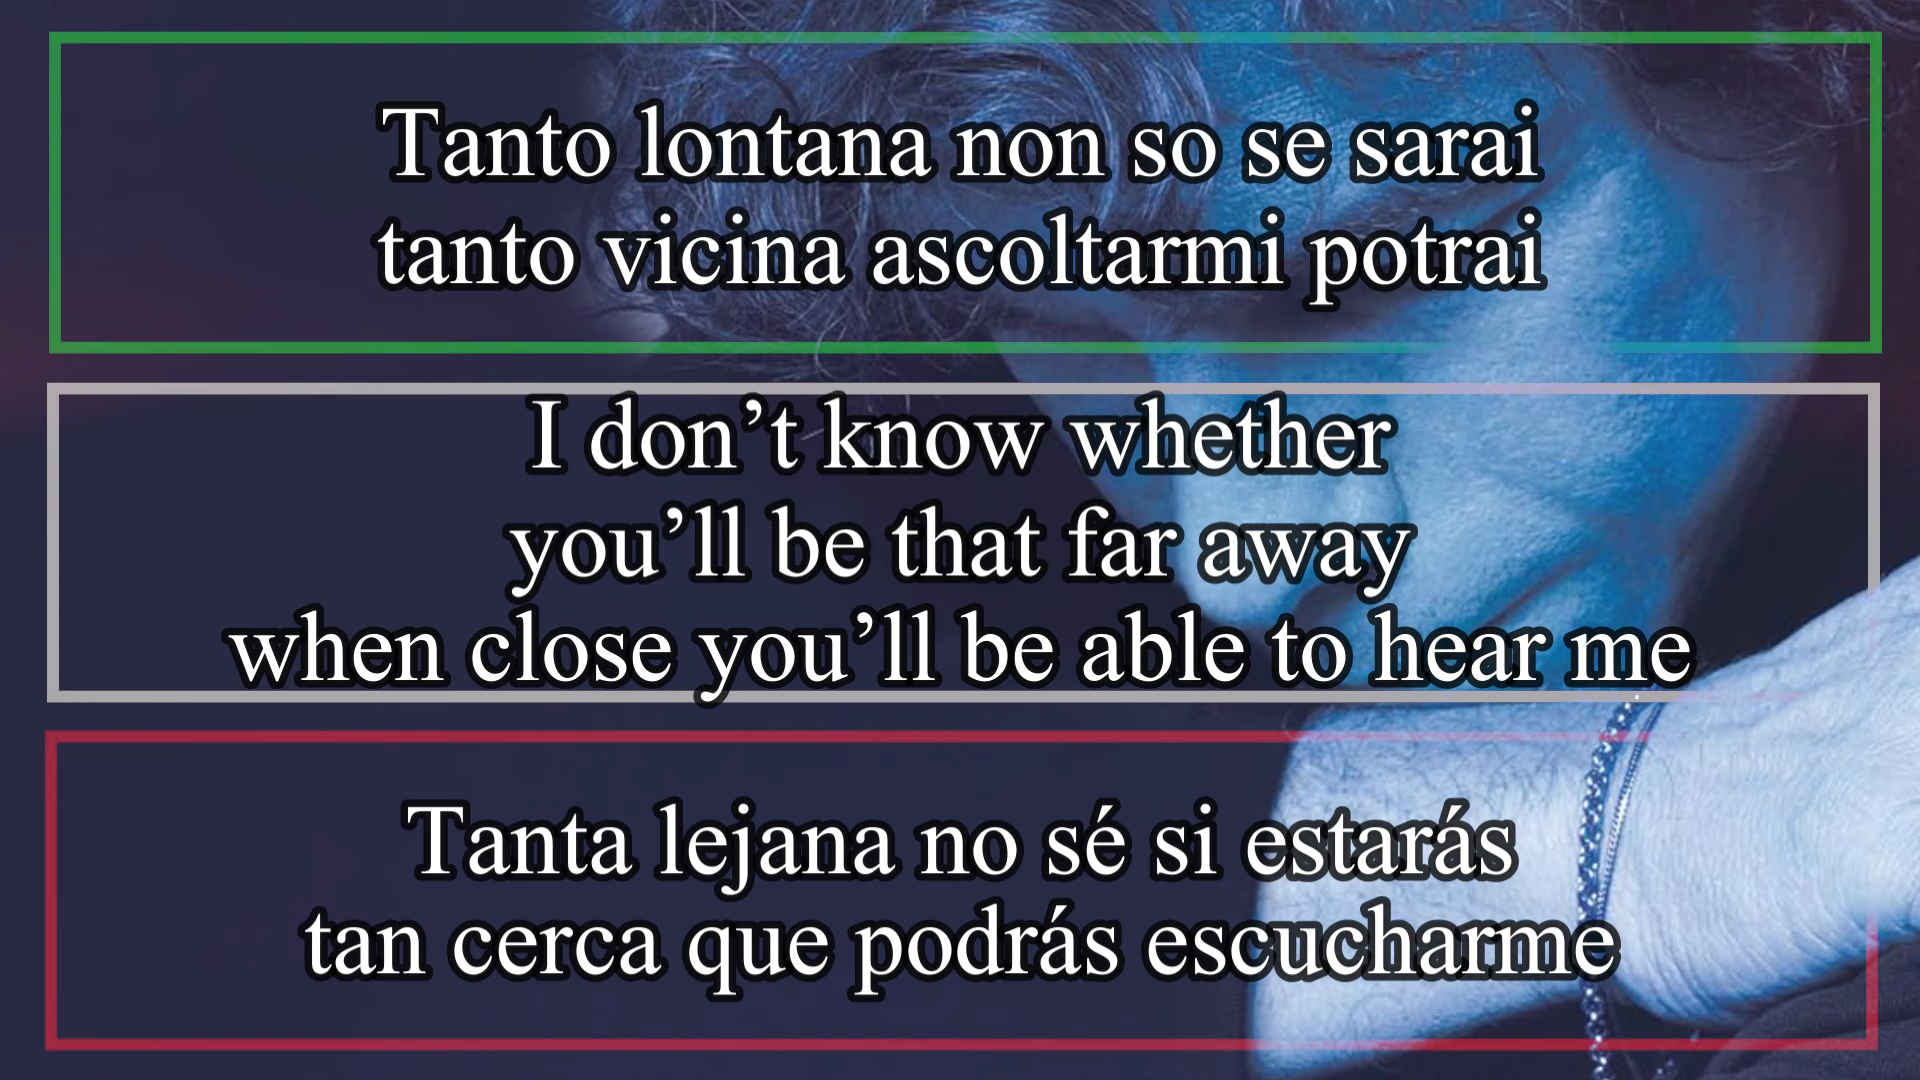 Tanto lontana non so se sarai
tanto vicina ascoltarmi potrai
I don’t know whether
you’ll be that far away
when close you’ll be able to hear me
Tanta lejana no sé si estarás
tan cerca que podrás escucharme